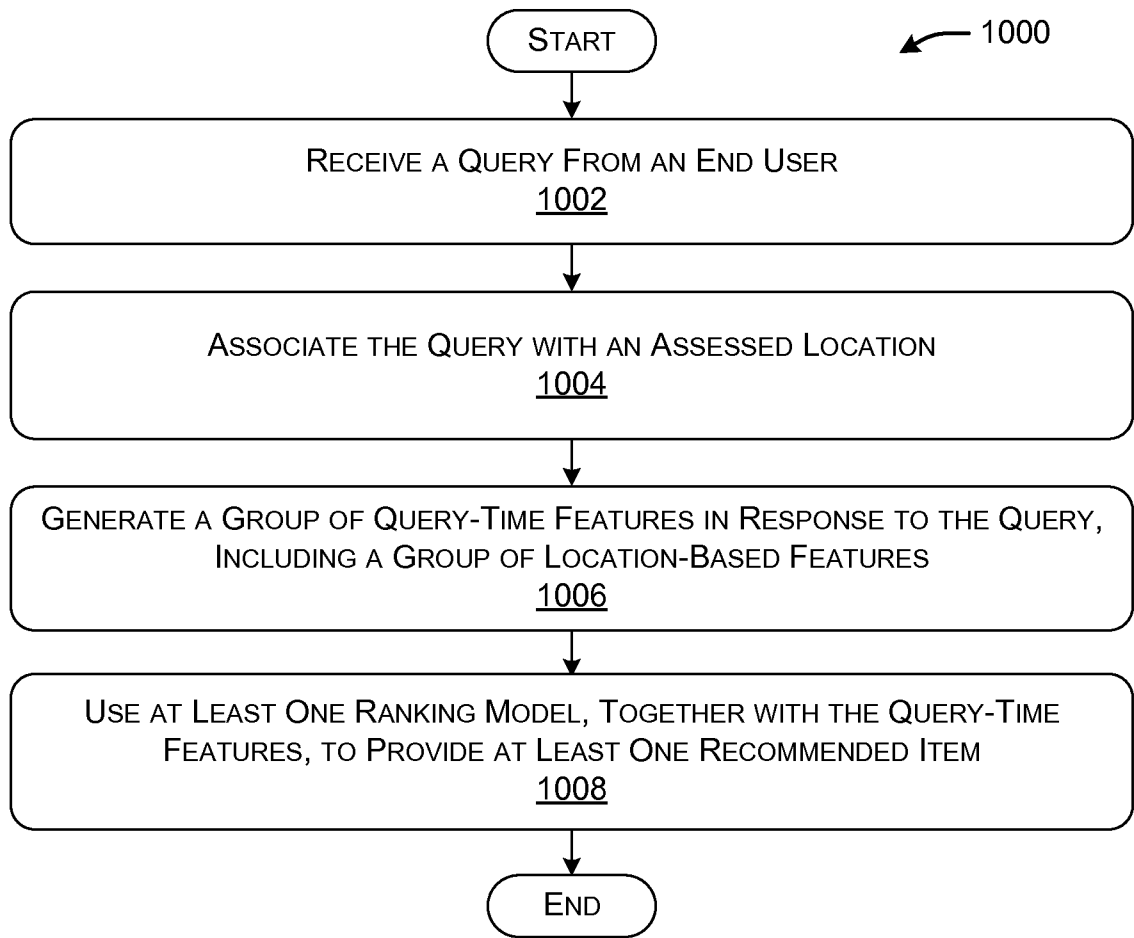 START
1000
RECEIVE A QUERY FROM AN END USER
1002
ASSOCIATE THE QUERY WITH AN ASSESSED LOCATION
1004
GENERATE A GROUP OF QUERY-TIME FEATURES IN RESPONSE TO THE QUERY,
INCLUDING A GROUP OF LOCATION-BASED FEATURES
1006
USE AT LEAST ONE RANKING MODEL, TOGETHER WITH THE QUERY-TIME
FEATURES, TO PROVIDE AT LEAST ONE RECOMMENDED ITEM
1008
END